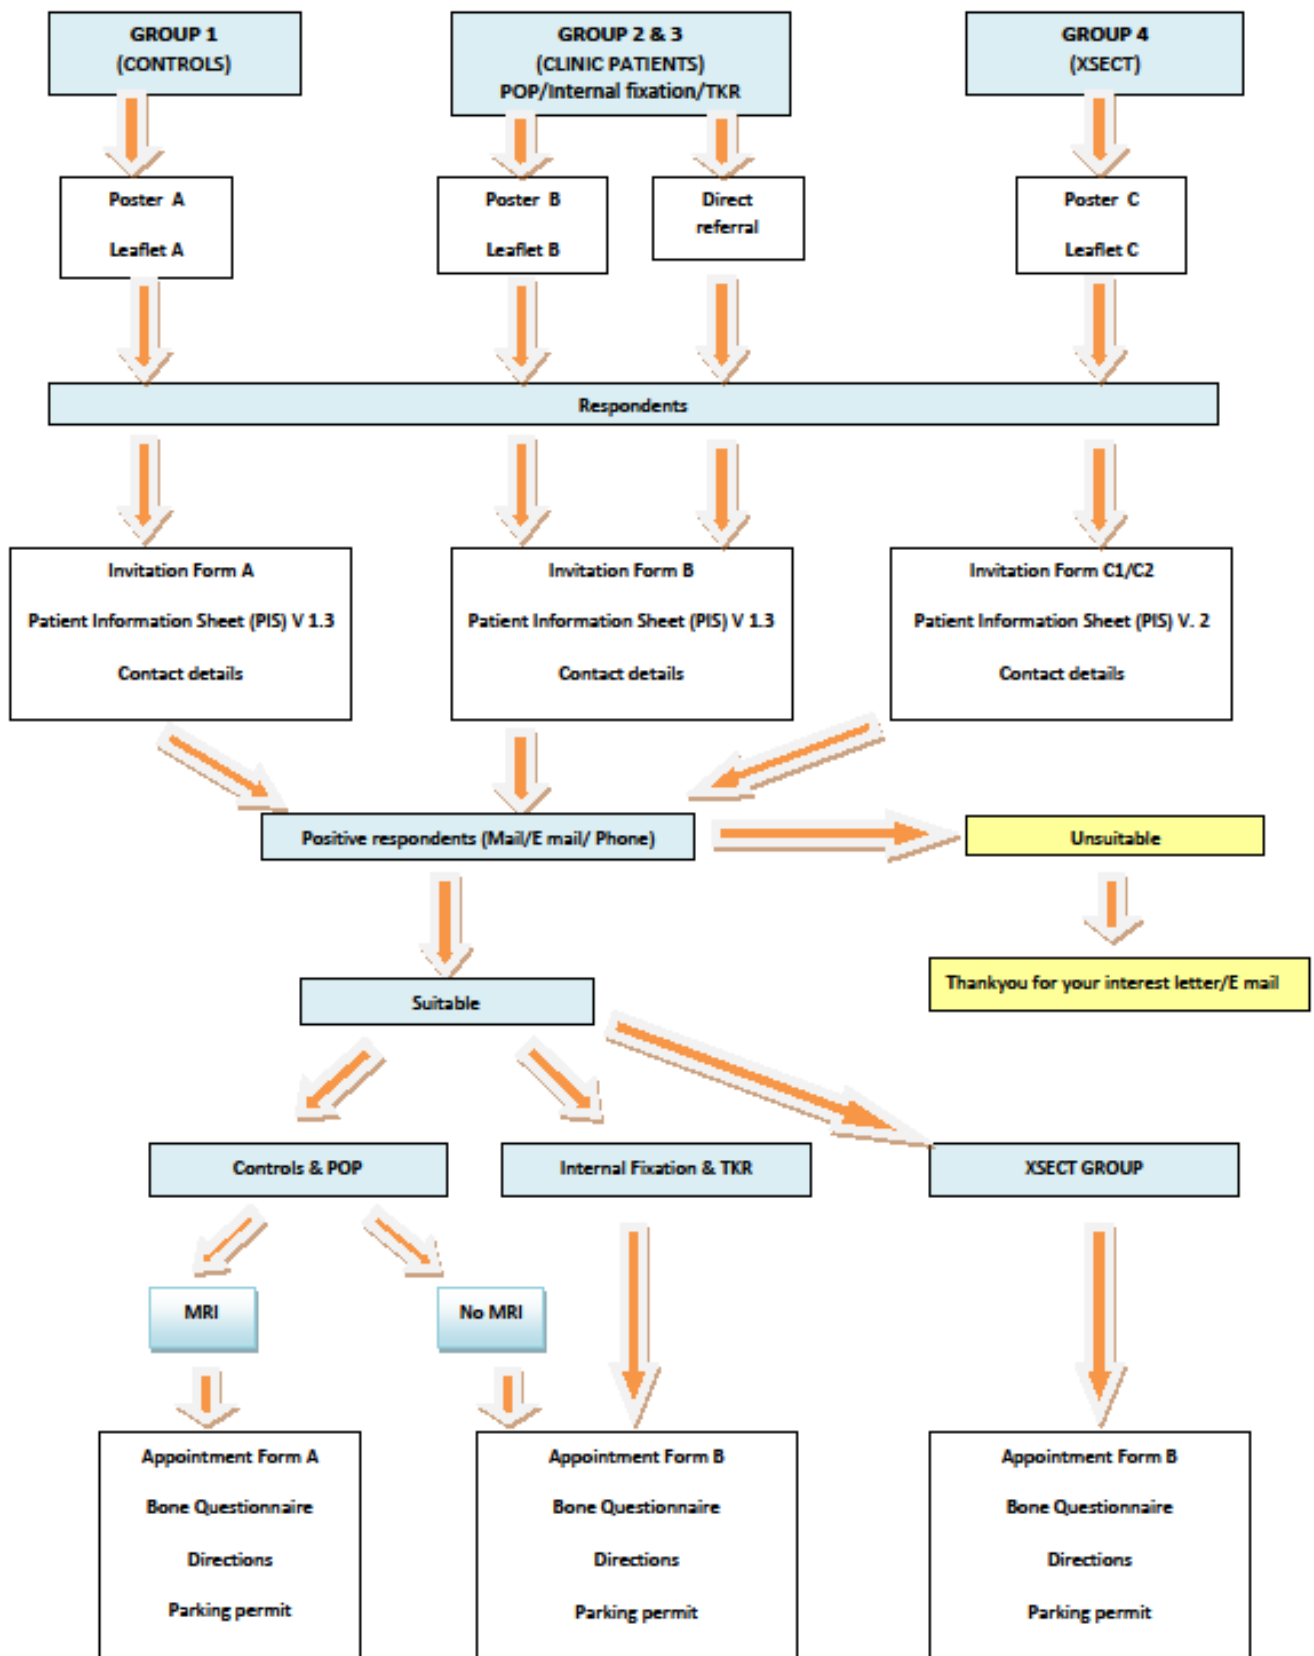 GROUP 1
(CONTROLS)
GROUP 2 & 3
(CLINIC PATIENTS)
POP/Internal fixation/TKR
GROUP 4
(XSECT)
Poster A
Leaflet A
Poster B
Leaflet B
Direct
referral
Poster C
Leaflet C
Respondents
Invitation Form A
Patient Information Sheet (PIS) V 1.3
Contact details
Invitation Form B
Patient Information Sheet (PIS) V 1.3
Contact details
Invitation Form C1/C2
Patient Information Sheet (PIS) V. 2
Contact details
Positive respondents (Mail/E mail/ Phone)
Unsuitable
Thankyou for your interest letter/E mail
Suitable
Controls & POP
Internal Fixation & TKR
XSECT GROUP
MRI
No MRI
Appointment Form A
Bone Questionnaire
Directions
Parking permit
Appointment Form B
Bone Questionnaire
Directions
Parking permit
Appointment Form B
Bone Questionnaire
Directions
Parking permit